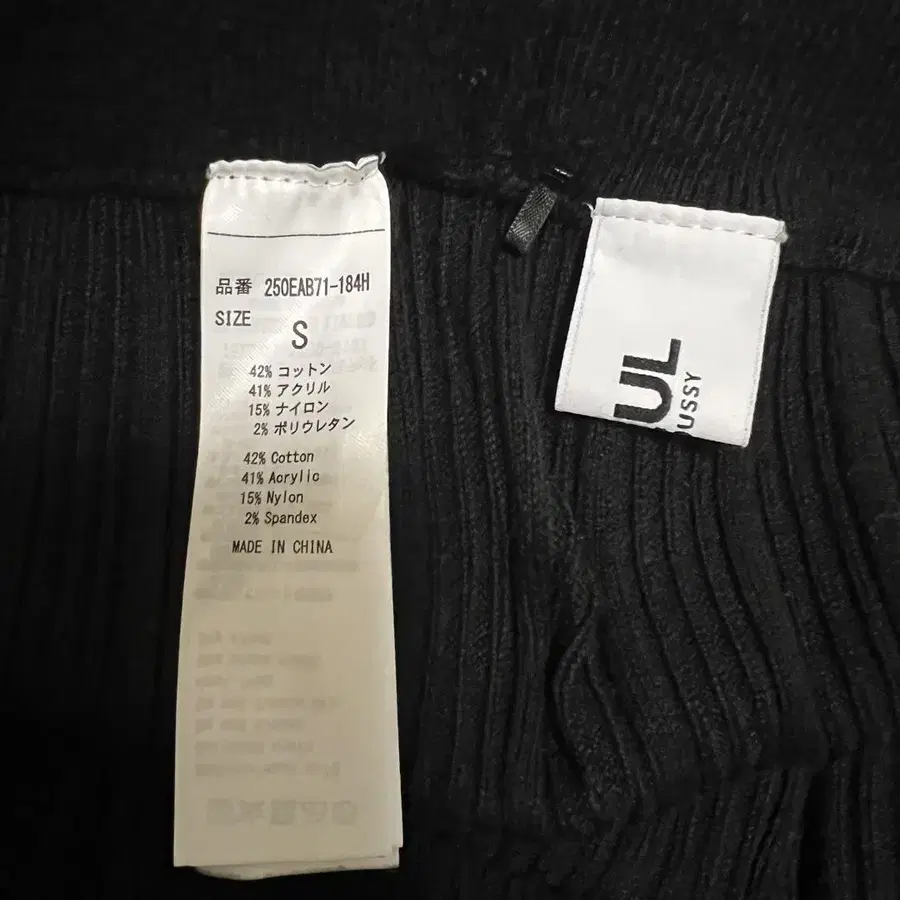 品番 250EAB71-184H
SIZE
S
42% コットン
41% アクリル
15% ナイロン
2% ポリウレタン
42% Cotton
41% Acrylic
15% Nylon
2% Spandex
MADE IN CHINA
UL
USSY